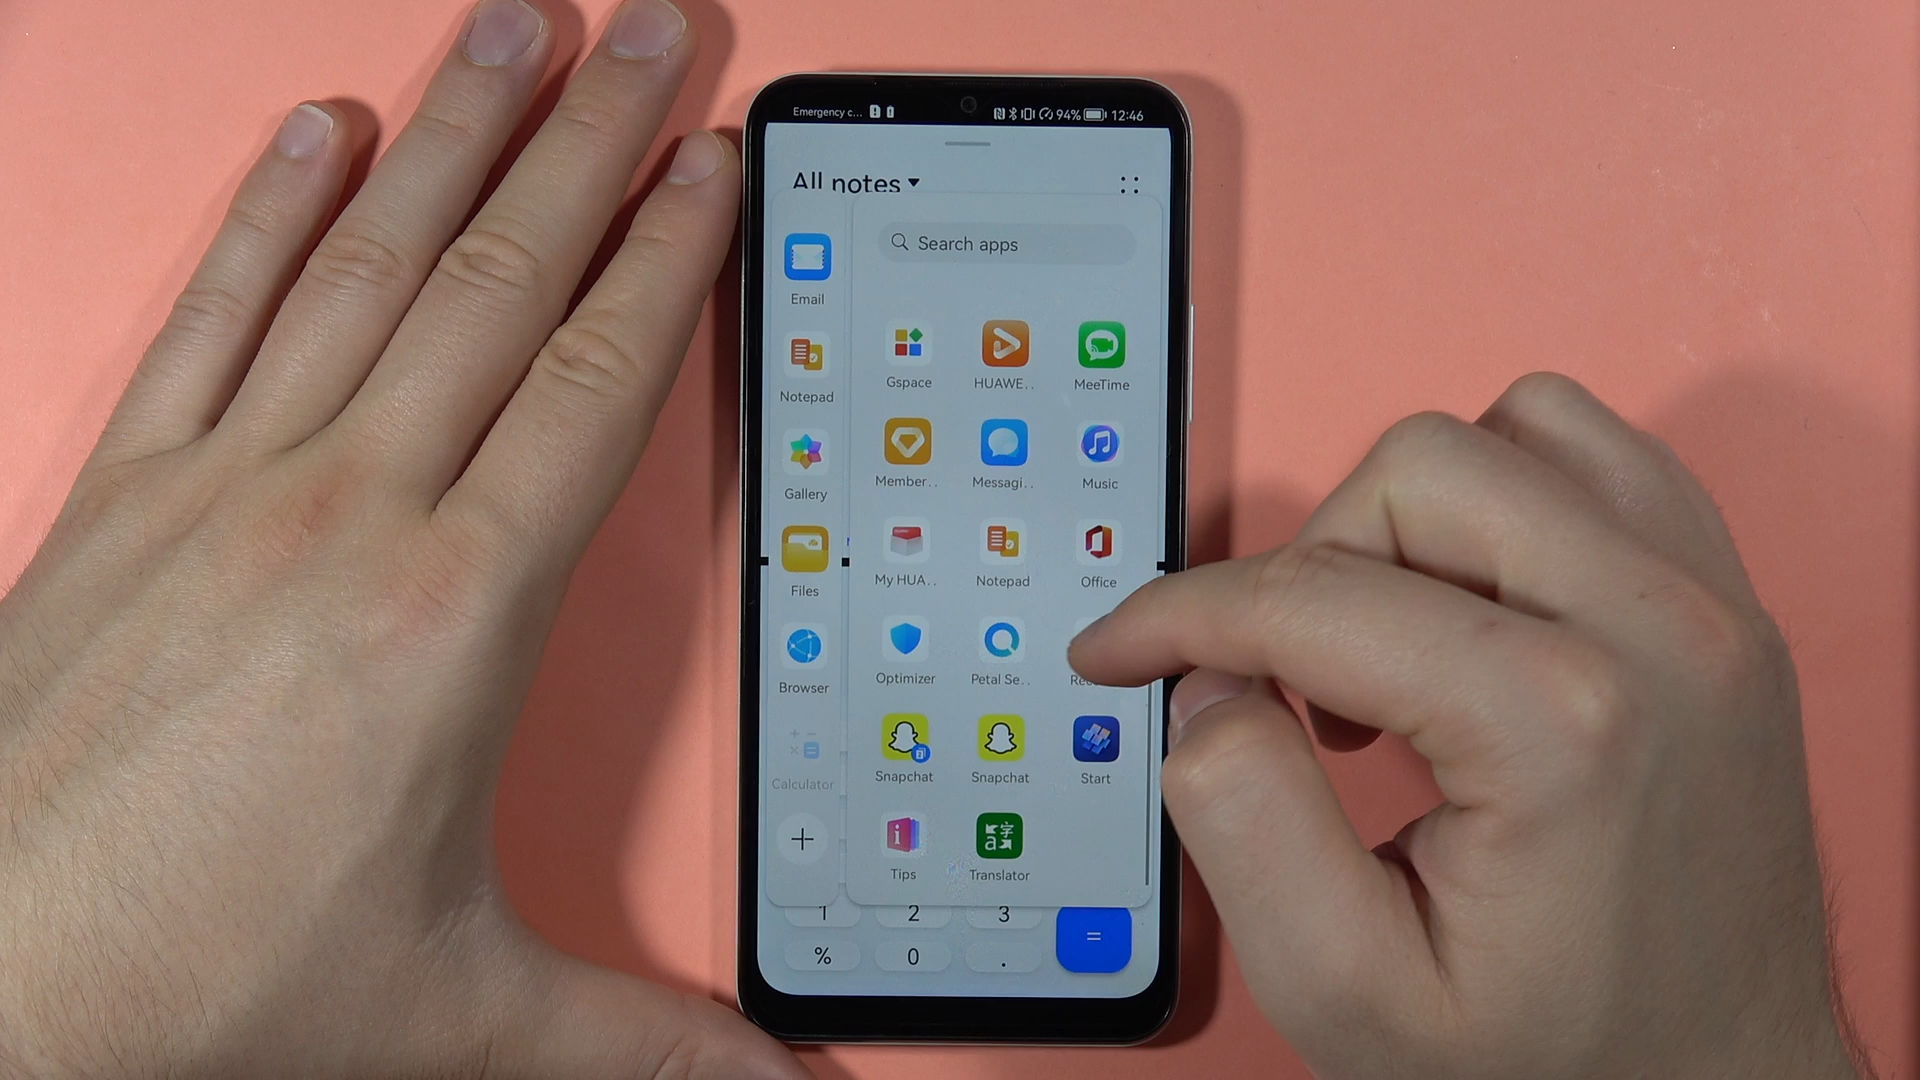 Emergency c... 94% 12:46
All notes
Search apps
Email
Notepad
Gallery
Files
Browser
Calculator
Gspace HUAWE.. MeeTime
Member.. Messagi.. Music
My HUA.. Notepad Office
Optimizer Petal Se..
Snapchat Snapchat Start
Tips Translator
1 2 3
% 0 . =